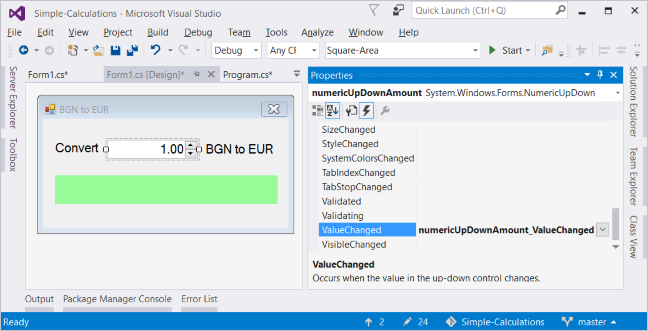 Simple-Calculations - Microsoft Visual Studio
Quick Launch (Ctrl+Q)
File Edit View Project Build Debug Team Tools Analyze Window Help
Debug Any CP Square-Area Start
Server Explorer
Toolbox
Form1.cs* Form1.cs [Design]* Program.cs*
BGN to EUR
Convert 1.00 BGN to EUR
Properties
numericUpDownAmount System.Windows.Forms.NumericUpDown
SizeChanged
StyleChanged
SystemColorsChanged
TabIndexChanged
TabStopChanged
Validated
Validating
ValueChanged numericUpDownAmount_ValueChanged
VisibleChanged
ValueChanged
Occurs when the value in the up-down control changes.
Solution Explorer
Team Explorer
Class View
Output Package Manager Console Error List
Ready 2 24 Simple-Calculations master